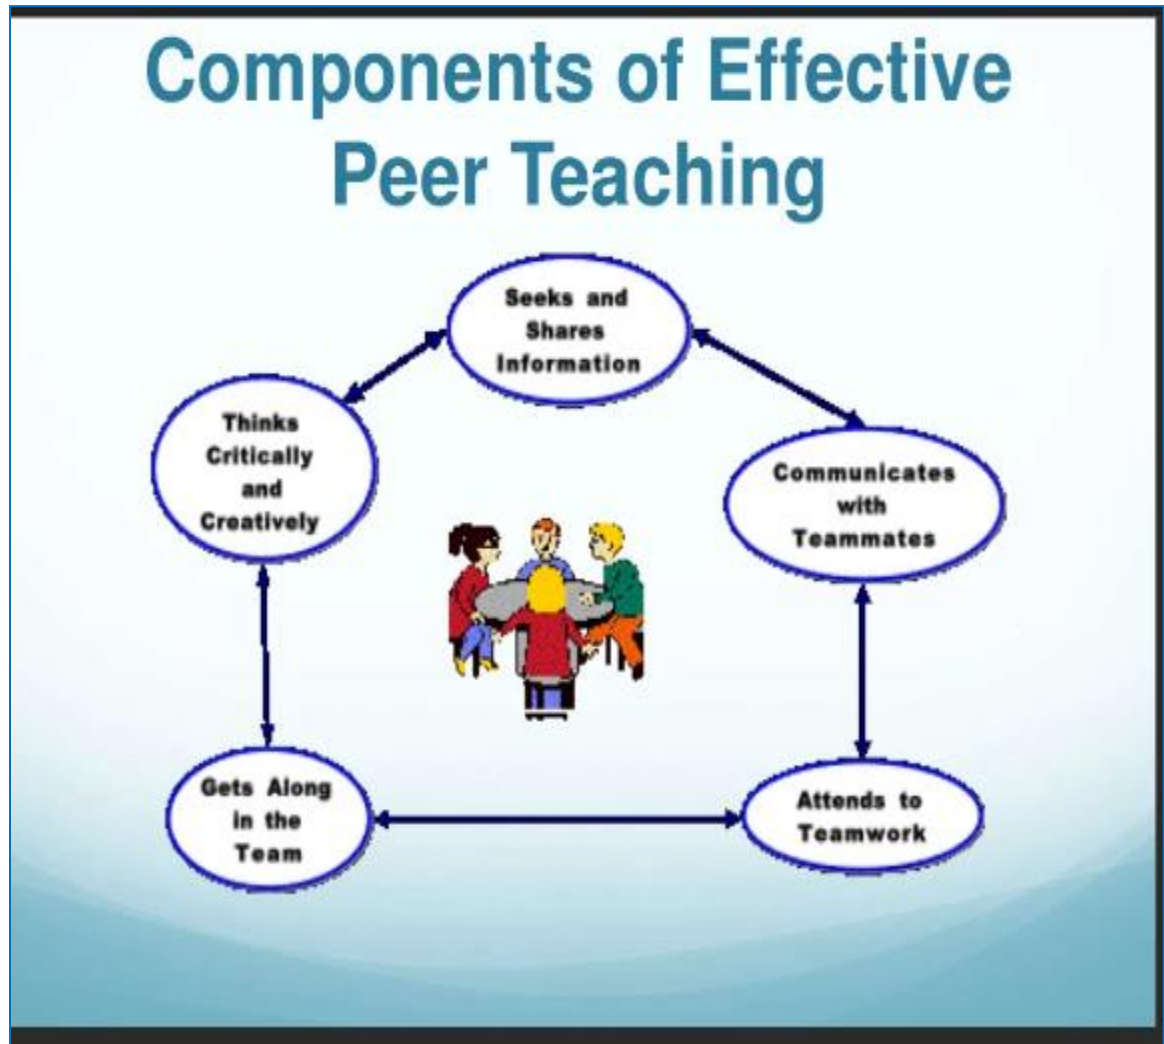 Components of Effective
Peer Teaching
Seeks and
Shares
Information
Thinks
Critically
and
Creatively
Communicates
with
Teammates
Gets Along
in the
Team
Attends to
Teamwork